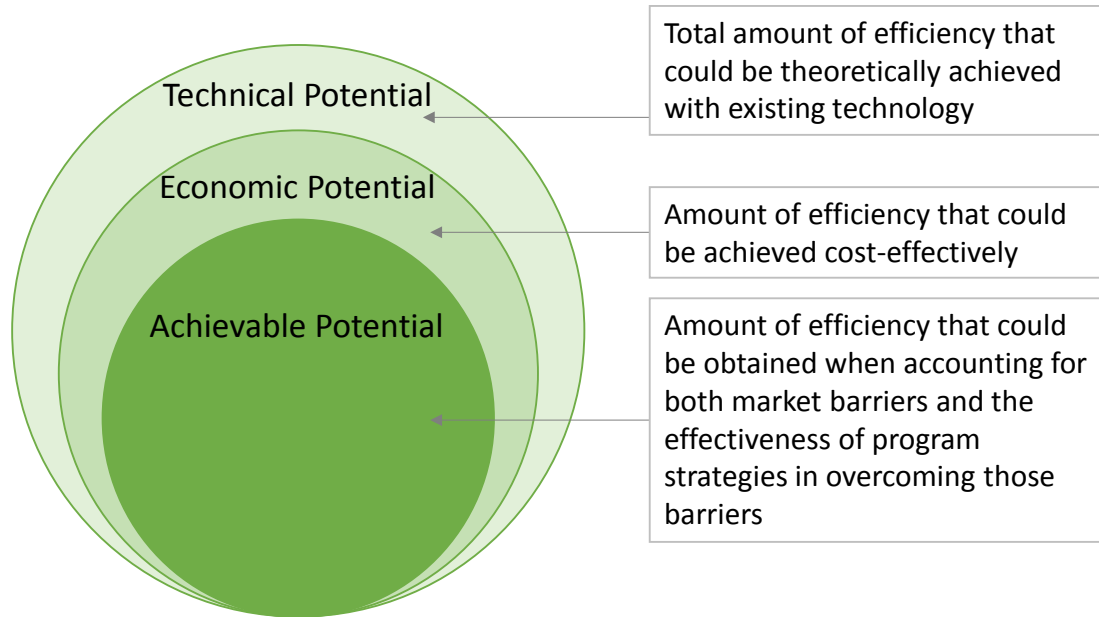 Technical Potential
Total amount of efficiency that
could be theoretically achieved
with existing technology
Economic Potential
Amount of efficiency that could
be achieved cost-effectively
Achievable Potential
Amount of efficiency that could
be obtained when accounting for
both market barriers and the
effectiveness of program
strategies in overcoming those
barriers